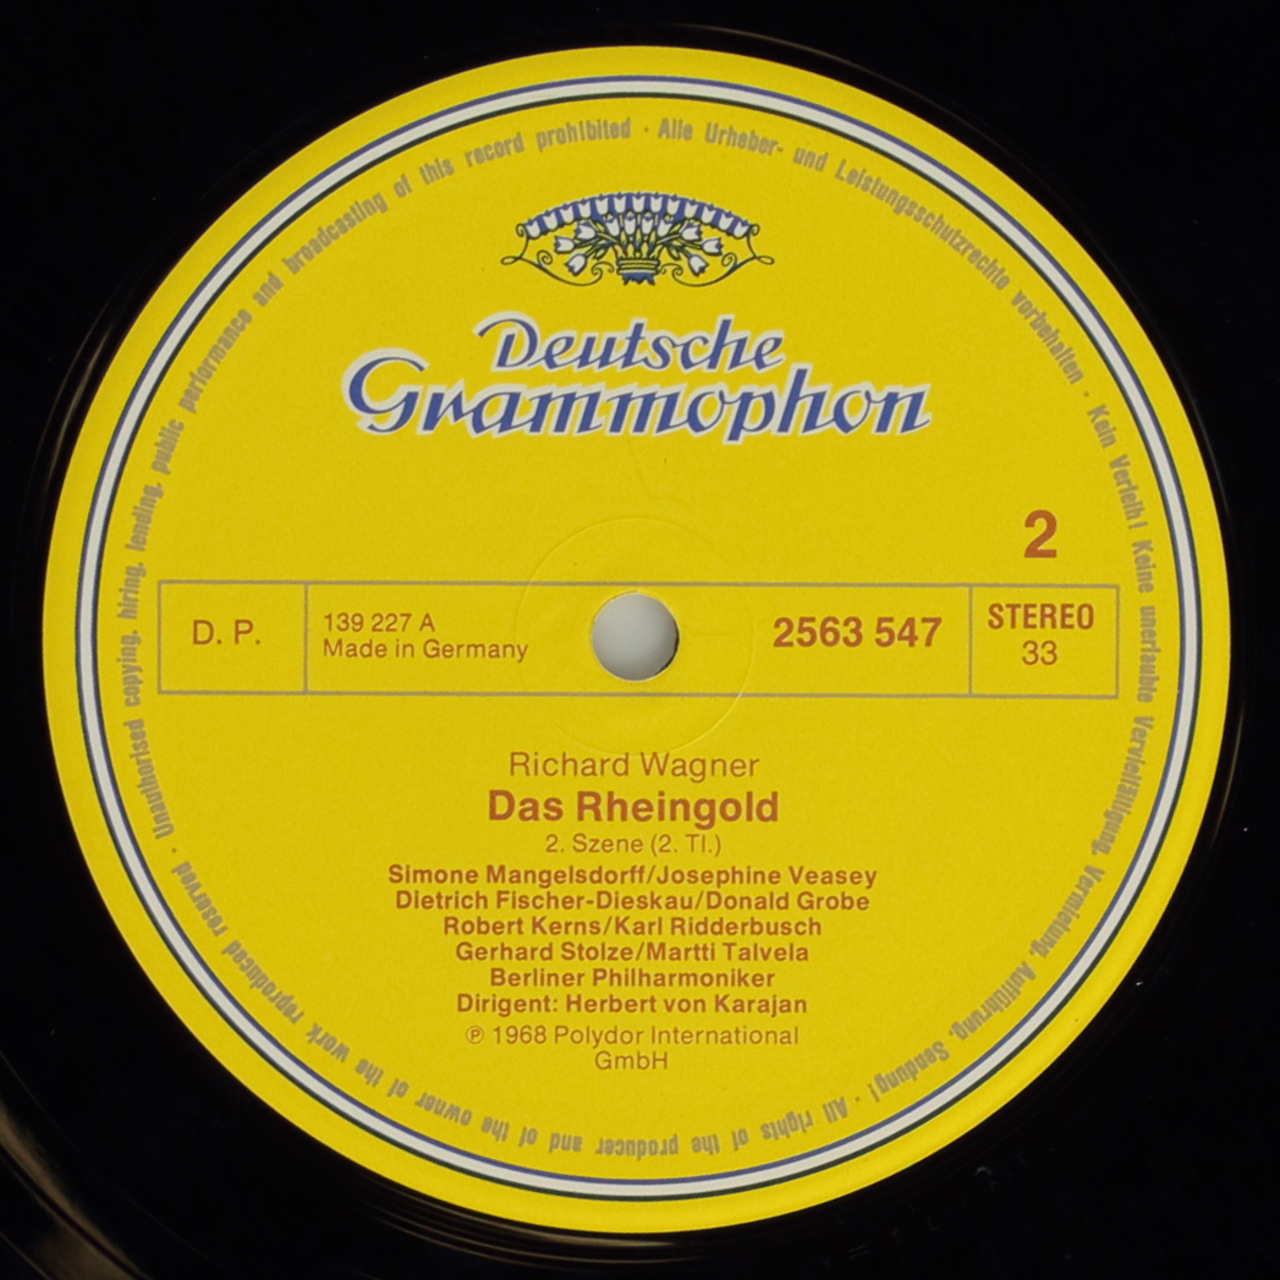 Deutsche
Grammophon
2
D. P.
139 227 A
Made in Germany
2563 547
STEREO
33
Richard Wagner
Das Rheingold
2. Szene (2. Tl.)
Simone Mangelsdorff/Josephine Veasey
Dietrich Fischer-Dieskau/Donald Grobe
Robert Kerns/Karl Ridderbusch
Gerhard Stolze/Martti Talvela
Berliner Philharmoniker
Dirigent: Herbert von Karajan
℗ 1968 Polydor International
GmbH
Alle Urheber- und Leistungsschutzrechte vorbehalten · Kein Verleih! Keine unerlaubte Vervielfältigung, Vermietung, Aufführung, Sendung! · All rights of the producer and of the owner of the work reproduced reserved · Unauthorised copying, hiring, lending, public performance and broadcasting of this record prohibited ·